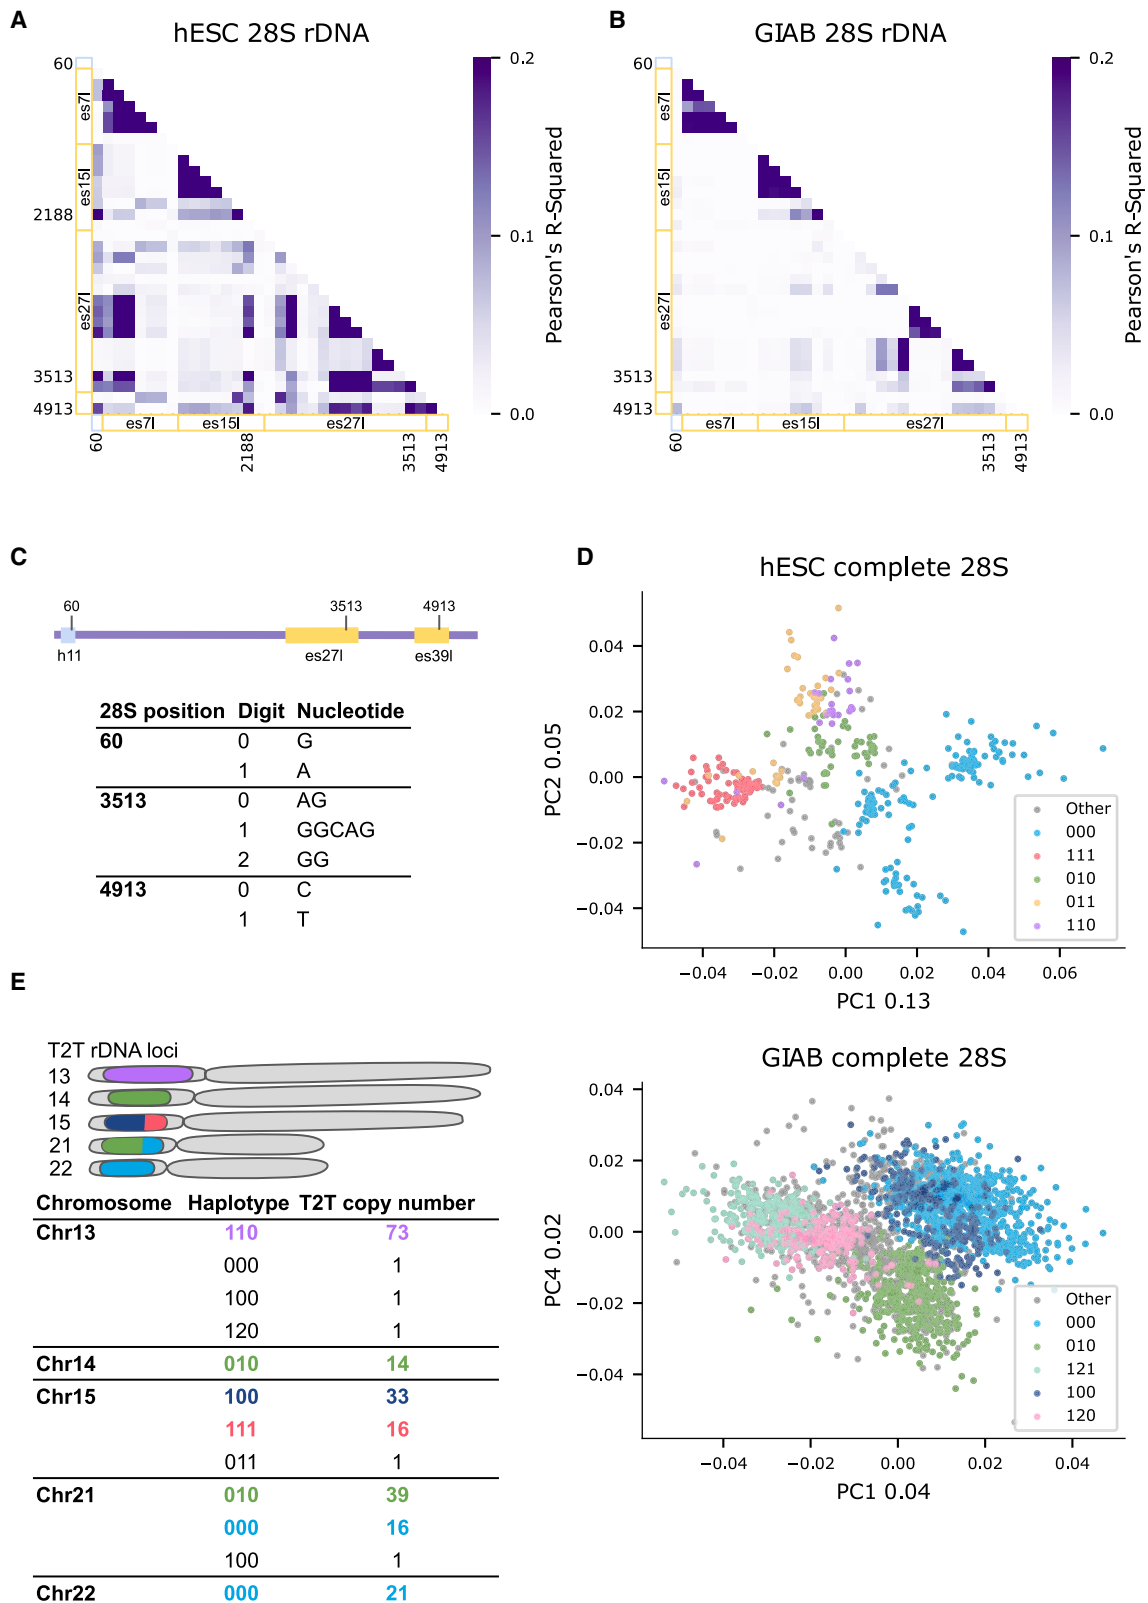 A
hESC 28S rDNA
60
es7l
es15l
2188
es27l
3513
4913
60
es7l
es15l
2188
es27l
3513
4913
0.2
0.1
0.0
Pearson's R-Squared
B
GIAB 28S rDNA
60
es7l
es15l
es27l
3513
4913
60
es7l
es15l
es27l
3513
4913
0.2
0.1
0.0
Pearson's R-Squared
C
60
3513
4913
h11
es27l
es39l
28S position Digit Nucleotide
60 0 G
1 A
3513 0 AG
1 GGCAG
2 GG
4913 0 C
1 T
D
hESC complete 28S
PC2 0.05
0.04
0.02
0.00
−0.02
−0.04
Other
000
111
010
011
110
−0.04 −0.02 0.00 0.02 0.04 0.06
PC1 0.13
GIAB complete 28S
PC4 0.02
0.04
0.02
0.00
−0.02
−0.04
Other
000
010
121
100
120
−0.04 −0.02 0.00 0.02 0.04
PC1 0.04
E
T2T rDNA loci
13
14
15
21
22
Chromosome Haplotype T2T copy number
Chr13 110 73
000 1
100 1
120 1
Chr14 010 14
Chr15 100 33
111 16
011 1
Chr21 010 39
000 16
100 1
Chr22 000 21